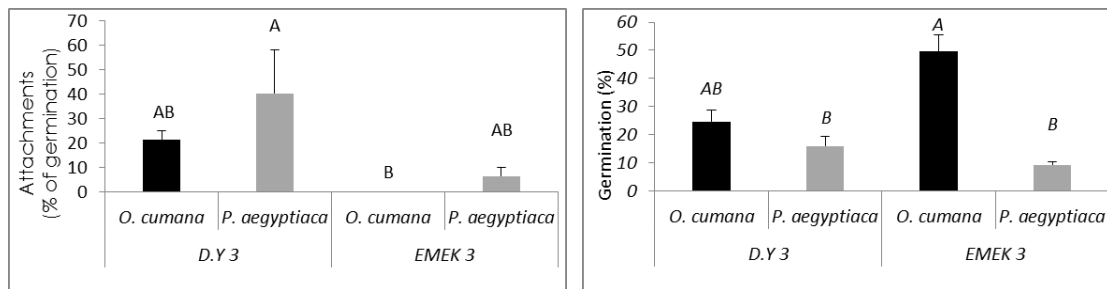 Attachments
(% of germination)
70
60
50
40
30
20
10
0
AB
A
B
AB
O. cumana P. aegyptiaca O. cumana P. aegyptiaca
D.Y 3 EMEK 3
Germination (%)
60
50
40
30
20
10
0
AB
B
A
B
O. cumana P. aegyptiaca O. cumana P. aegyptiaca
D.Y 3 EMEK 3